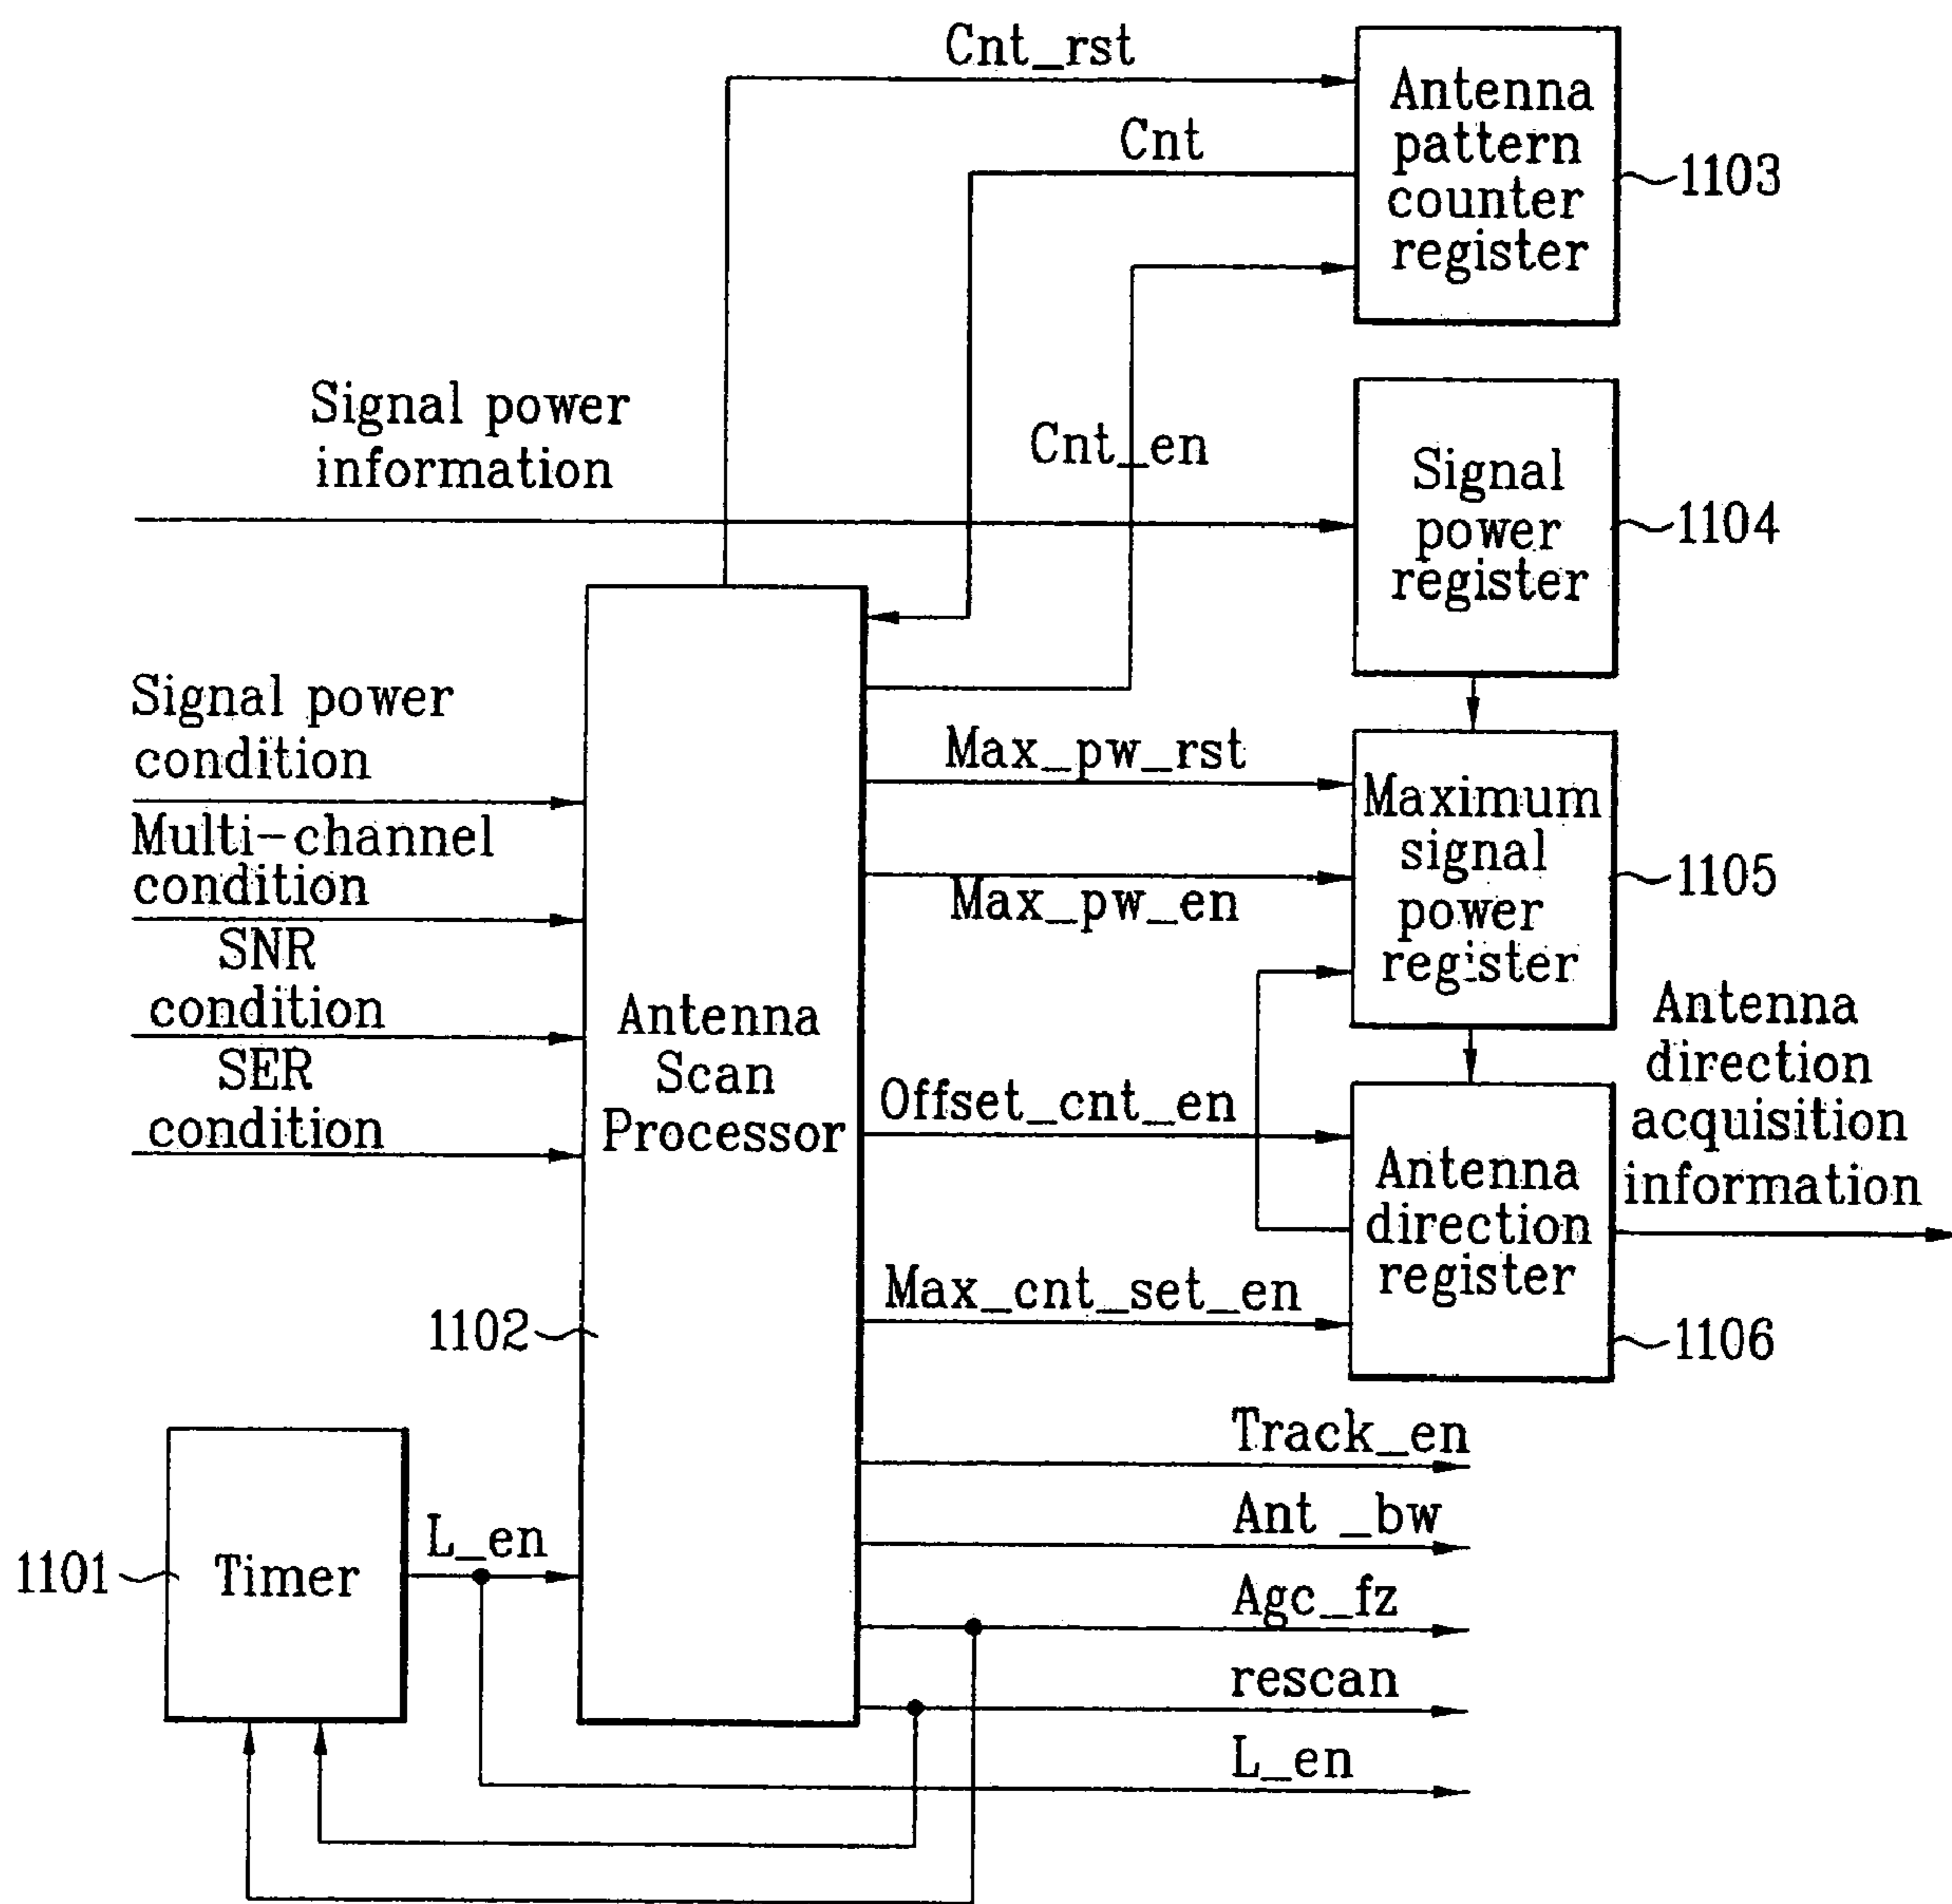 Cnt_rst
Antenna
pattern
counter
register
1103
Cnt
Signal power
information
Cnt_en
Signal
power
register
1104
Signal power
condition
Multi-channel
condition
SNR
condition
SER
condition
Antenna
Scan
Processor
1102
Max_pw_rst
Max_pw_en
Maximum
signal
power
register
1105
Offset_cnt_en
Max_cnt_set_en
Antenna
direction
register
1106
Antenna
direction
acquisition
information
Timer
1101
L_en
Track_en
Ant _bw
Agc_fz
rescan
L_en